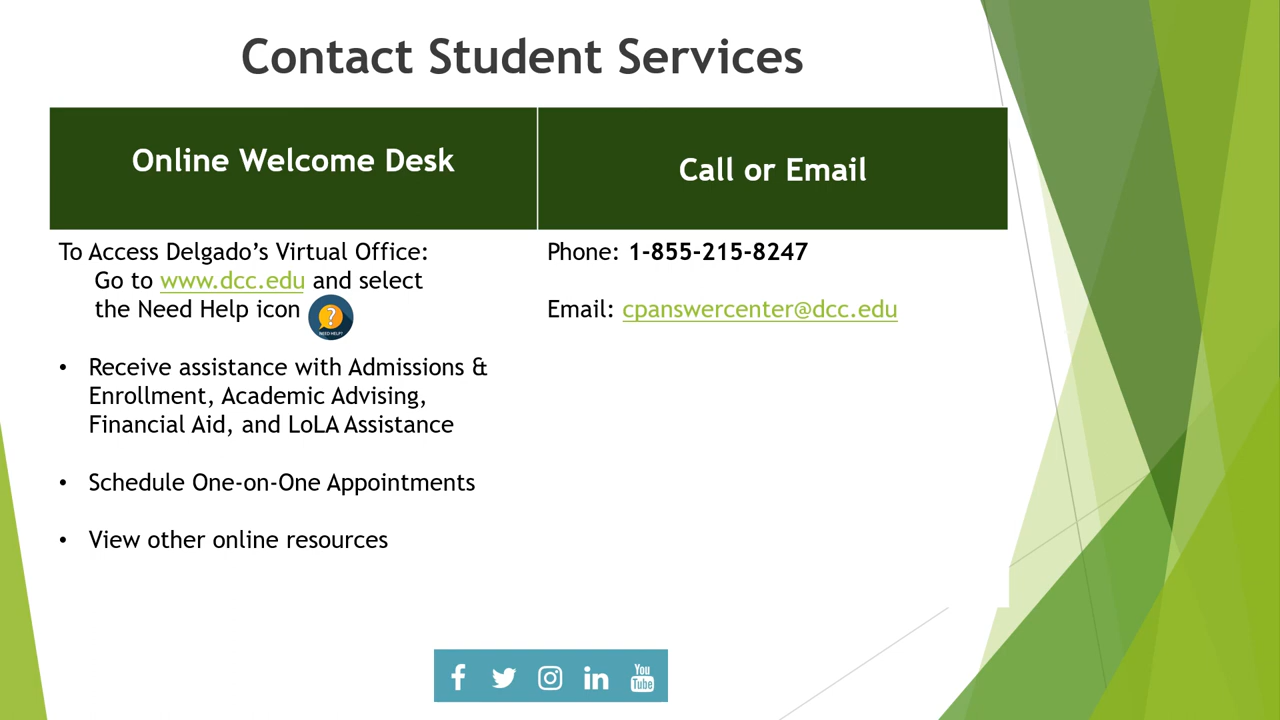 Contact Student Services
Online Welcome Desk
Call or Email
To Access Delgado's Virtual Office:
Go to www.dcc.edu and select
the Need Help icon
NEED HELP?
• Receive assistance with Admissions &
Enrollment, Academic Advising,
Financial Aid, and LoLA Assistance
• Schedule One-on-One Appointments
• View other online resources
Phone: 1-855-215-8247
Email: cpanswercenter@dcc.edu
You
Tube